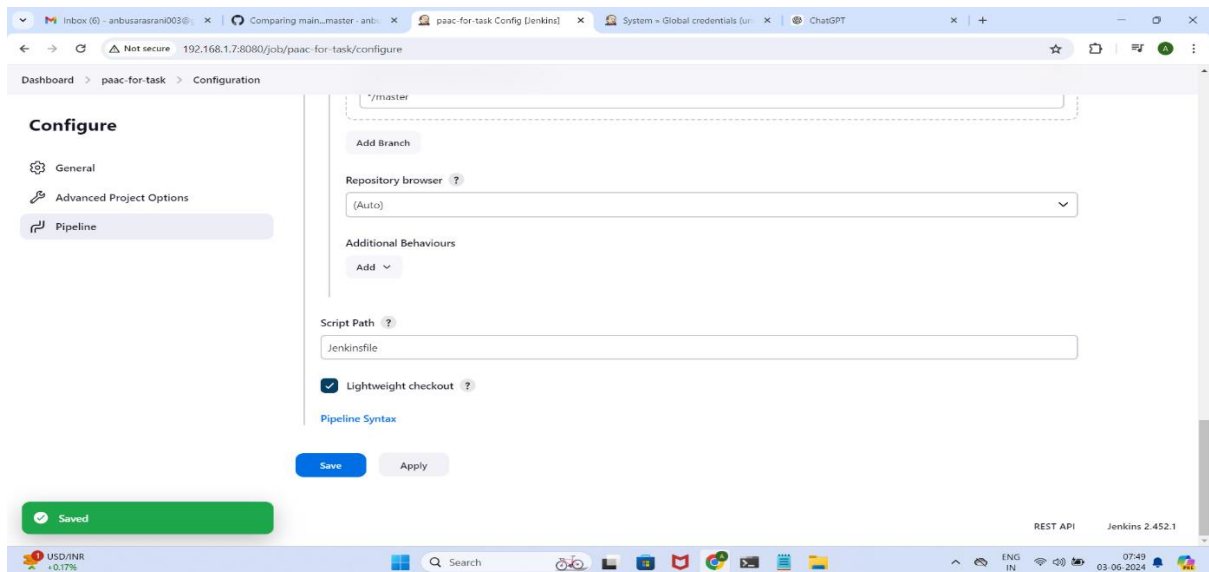 Inbox (6) - anbusarasrani003@g
Comparing main...master · anbu
paac-for-task Config [Jenkins]
System » Global credentials (un
ChatGPT
Not secure 192.168.1.7:8080/job/paac-for-task/configure
A
Dashboard > paac-for-task > Configuration
*/master
Configure
Add Branch
General
Repository browser ?
Advanced Project Options
(Auto)
Pipeline
Additional Behaviours
Add
Script Path ?
Jenkinsfile
Lightweight checkout ?
Pipeline Syntax
Save Apply
Saved
REST API Jenkins 2.452.1
1 USD/INR
+0.17%
Search
ENG
IN
07:49
03-06-2024